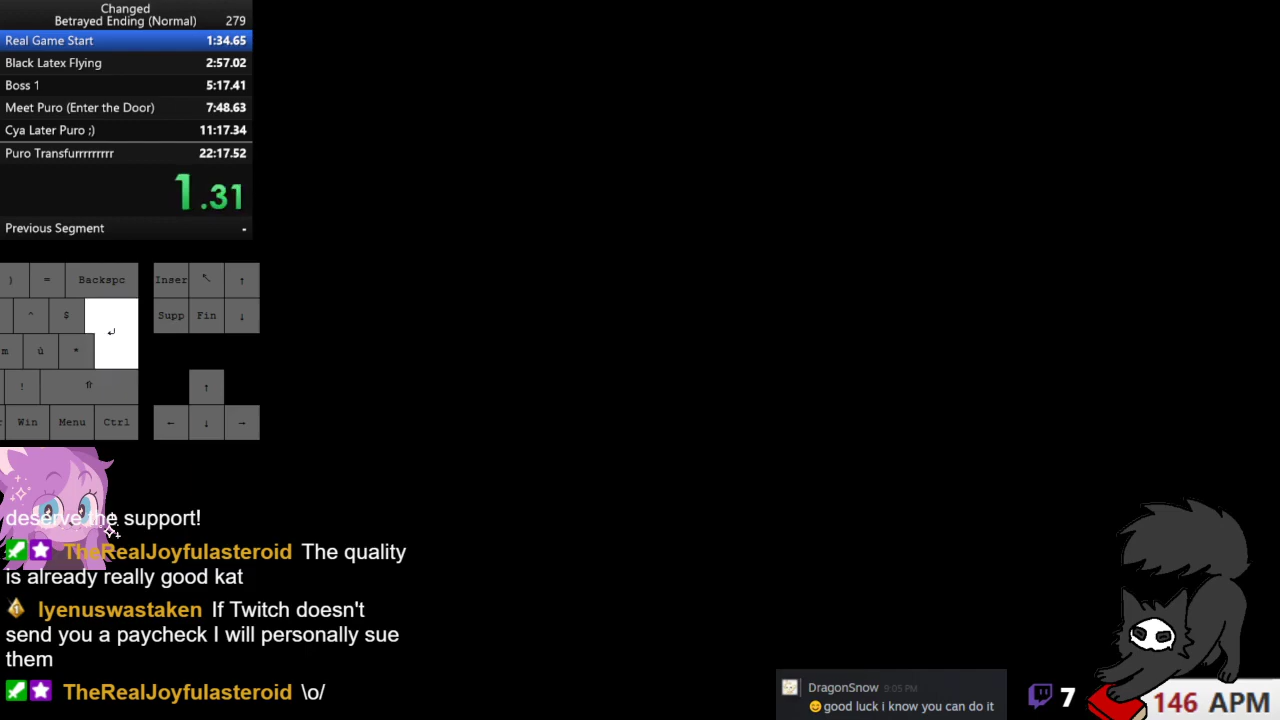 Changed
Betrayed Ending (Normal) 279
Real Game Start 1:34.65
Black Latex Flying 2:57.02
Boss 1 5:17.41
Meet Puro (Enter the Door) 7:48.63
Cya Later Puro ;) 11:17.34
Puro Transfurrrrrrrrr 22:17.52
1.31
Previous Segment -
) = Backspc Inser ↖ ↑
^ $ ↵ Supp Fin ↓
m ù *
! ⇧ ↑
Win Menu Ctrl ← ↓ →
deserve the support!
TheRealJoyfulasteroid The quality
is already really good kat
Iyenuswastaken If Twitch doesn't
send you a paycheck I will personally sue
them
TheRealJoyfulasteroid \o/
DragonSnow 9:05 PM
😊good luck i know you can do it
7
146 APM